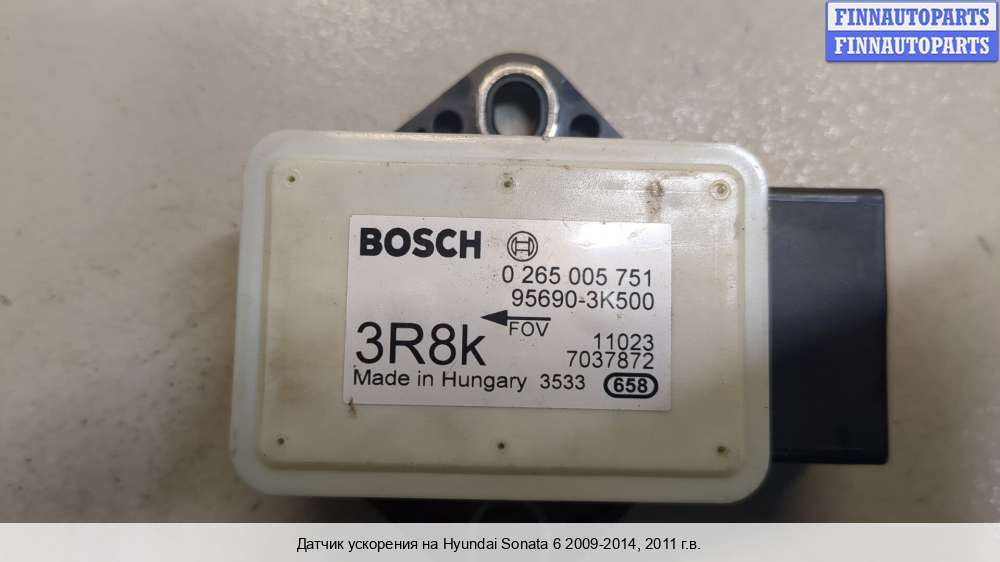 FINNAUTOPARTS
FINNAUTOPARTS
BOSCH
0 265 005 751
95690-3K500
FOV
3R8k
11023
7037872
Made in Hungary 3533 658
Датчик ускорения на Hyundai Sonata 6 2009-2014, 2011 г.в.